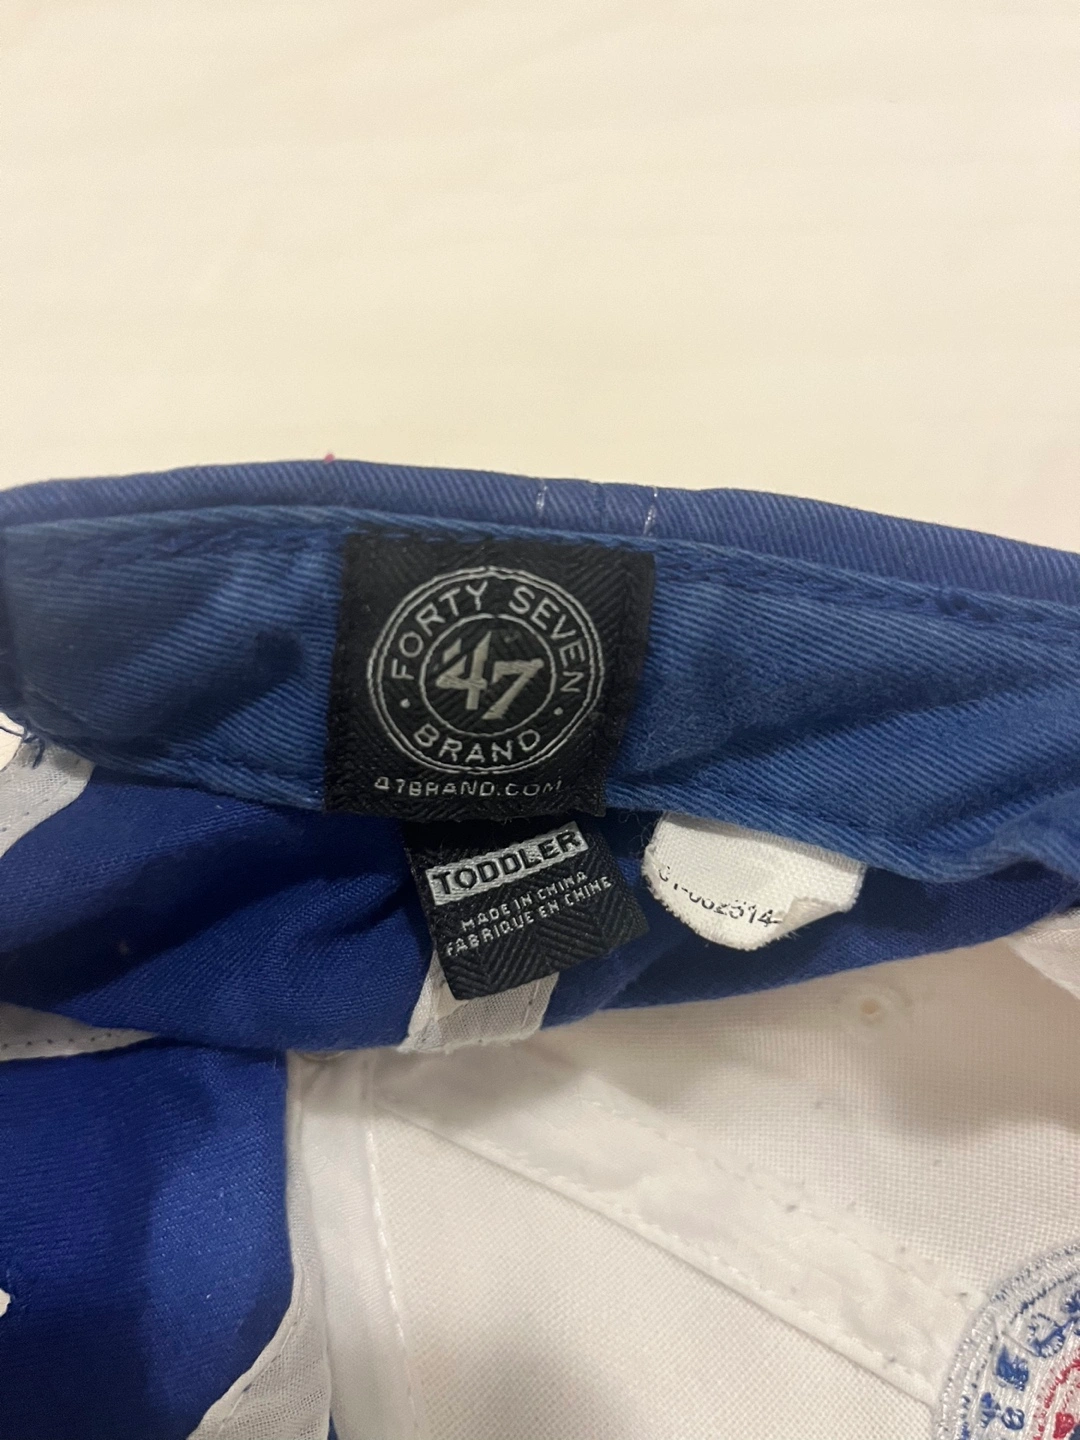 FORTY SEVEN
47
BRAND
47BRAND.COM
TODDLER
MADE IN CHINA
FABRIQUE EN CHINE